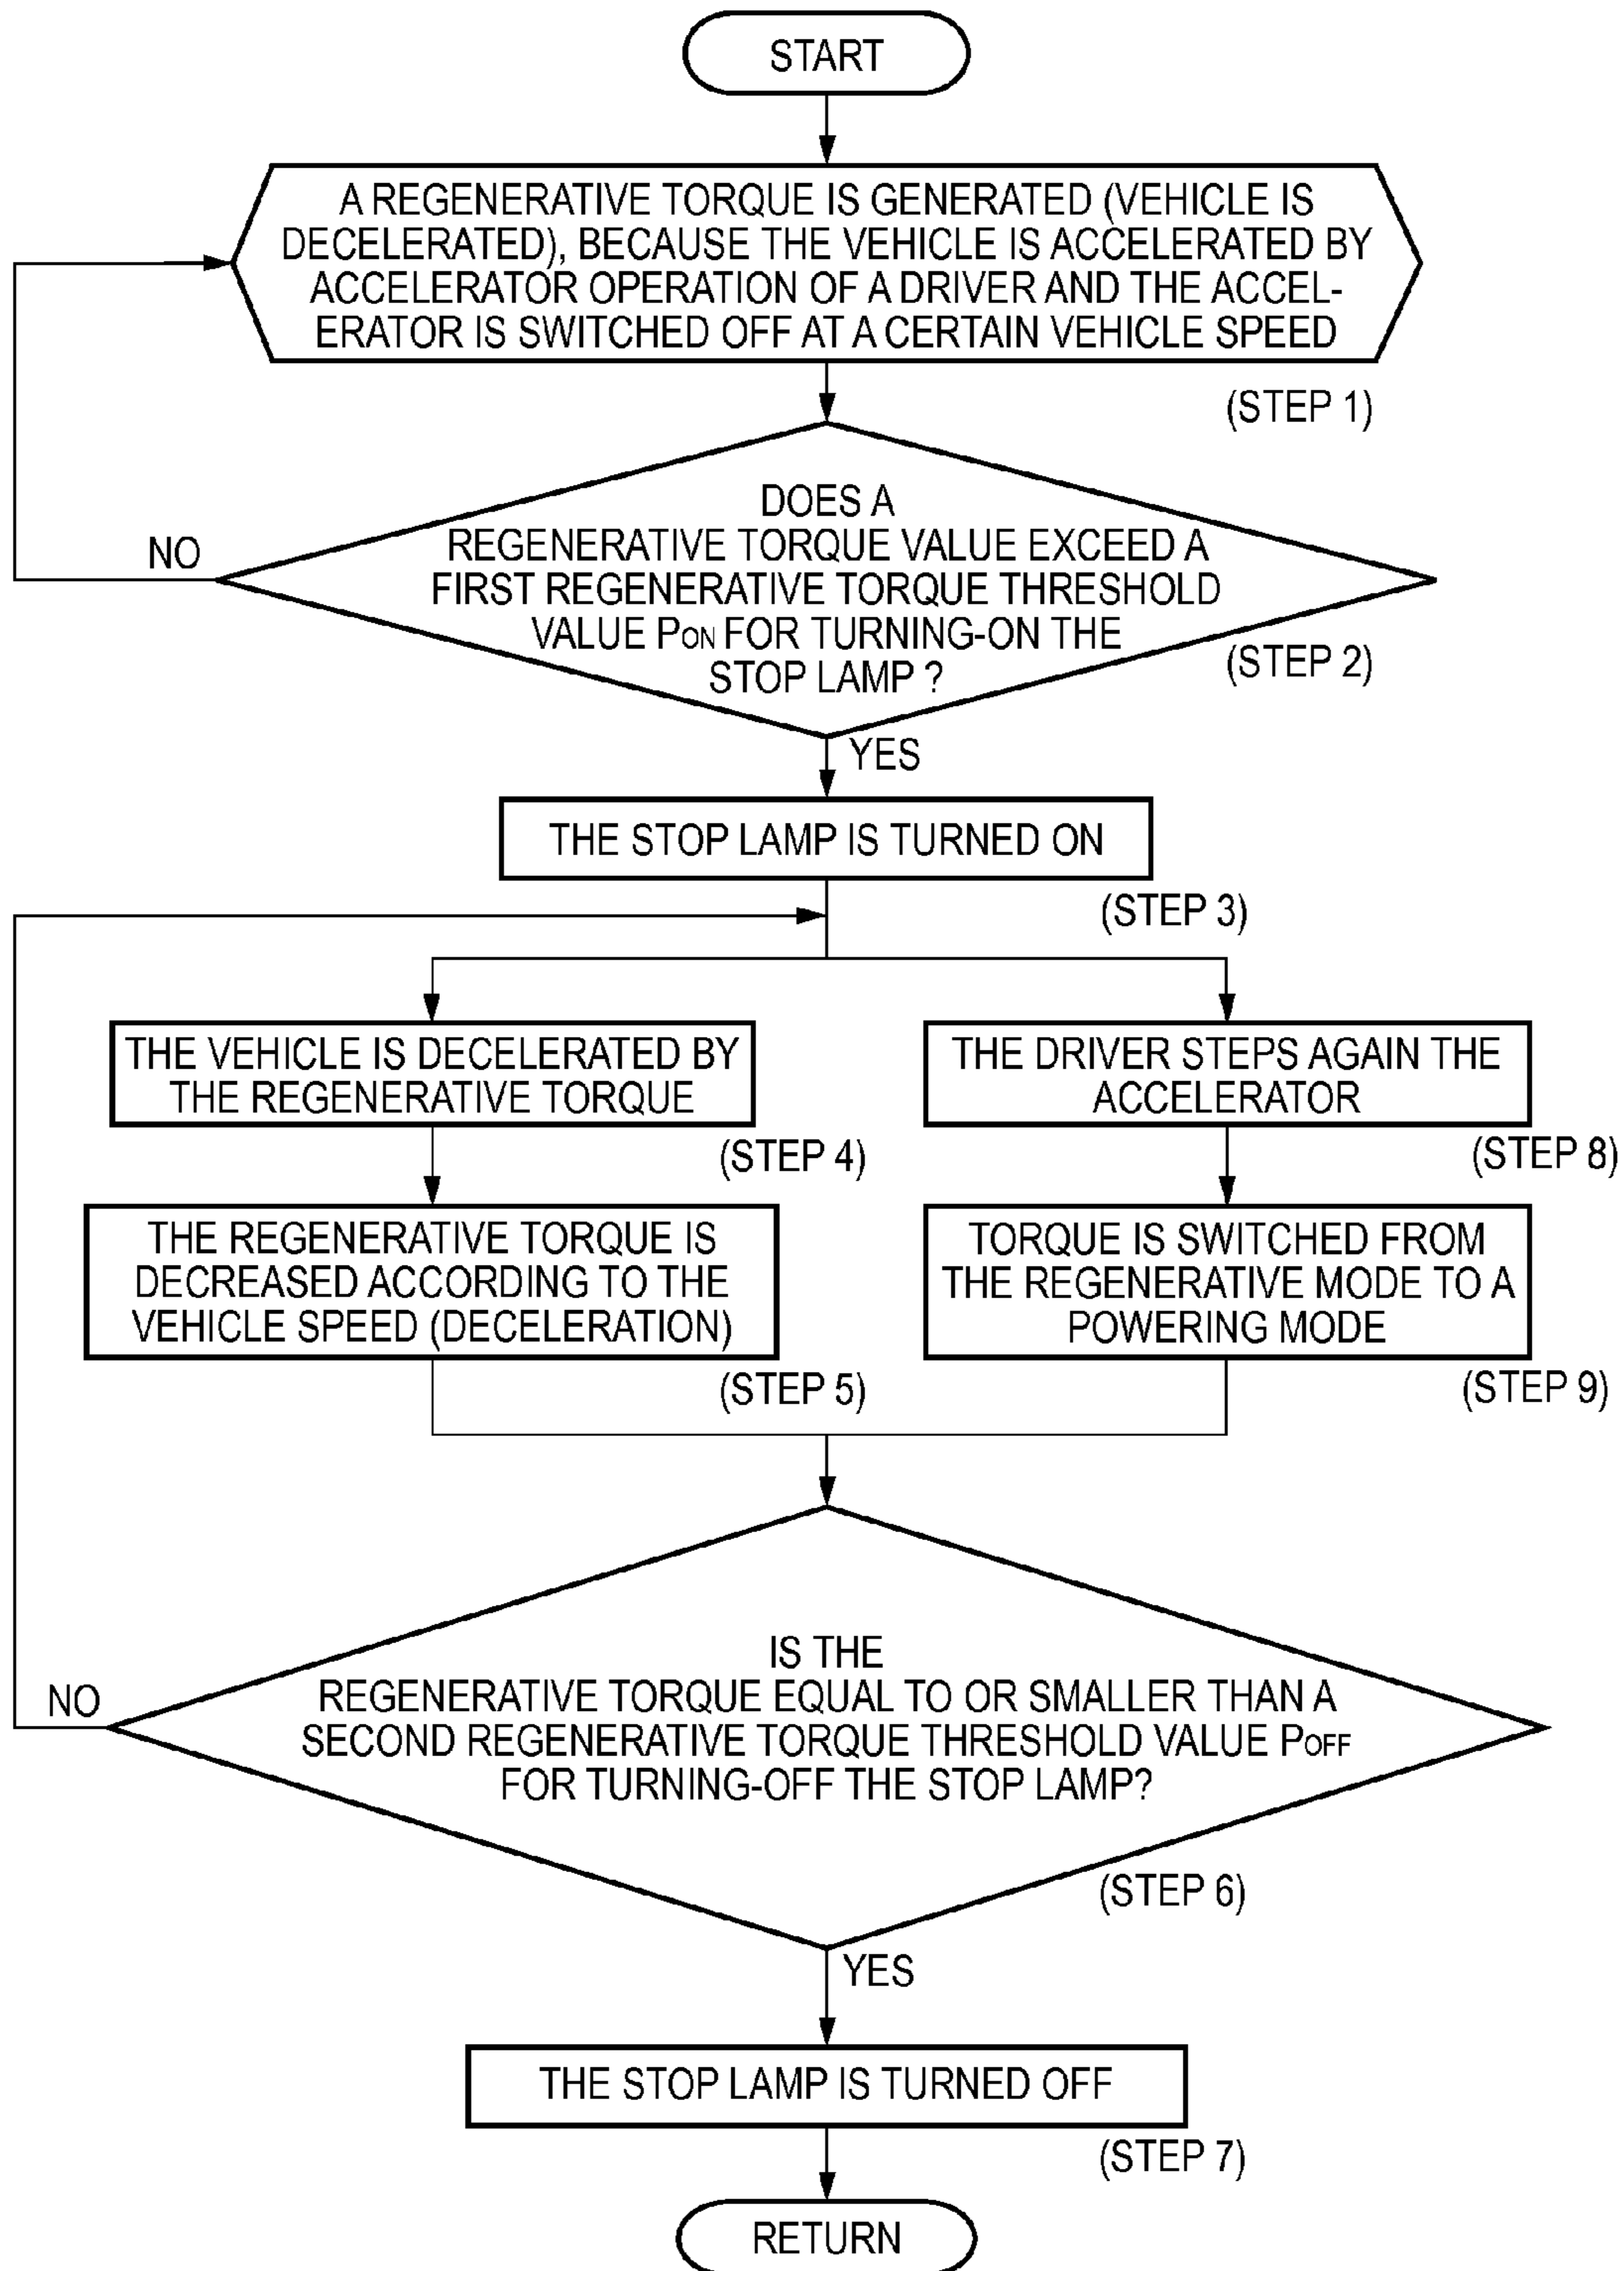 START
A REGENERATIVE TORQUE IS GENERATED (VEHICLE IS
DECELERATED), BECAUSE THE VEHICLE IS ACCELERATED BY
ACCELERATOR OPERATION OF A DRIVER AND THE ACCEL-
ERATOR IS SWITCHED OFF AT A CERTAIN VEHICLE SPEED
(STEP 1)
DOES A
REGENERATIVE TORQUE VALUE EXCEED A
FIRST REGENERATIVE TORQUE THRESHOLD
VALUE PON FOR TURNING-ON THE
STOP LAMP ?
(STEP 2)
NO
YES
THE STOP LAMP IS TURNED ON
(STEP 3)
THE VEHICLE IS DECELERATED BY
THE REGENERATIVE TORQUE
(STEP 4)
THE REGENERATIVE TORQUE IS
DECREASED ACCORDING TO THE
VEHICLE SPEED (DECELERATION)
(STEP 5)
THE DRIVER STEPS AGAIN THE
ACCELERATOR
(STEP 8)
TORQUE IS SWITCHED FROM
THE REGENERATIVE MODE TO A
POWERING MODE
(STEP 9)
IS THE
REGENERATIVE TORQUE EQUAL TO OR SMALLER THAN A
SECOND REGENERATIVE TORQUE THRESHOLD VALUE POFF
FOR TURNING-OFF THE STOP LAMP?
(STEP 6)
NO
YES
THE STOP LAMP IS TURNED OFF
(STEP 7)
RETURN